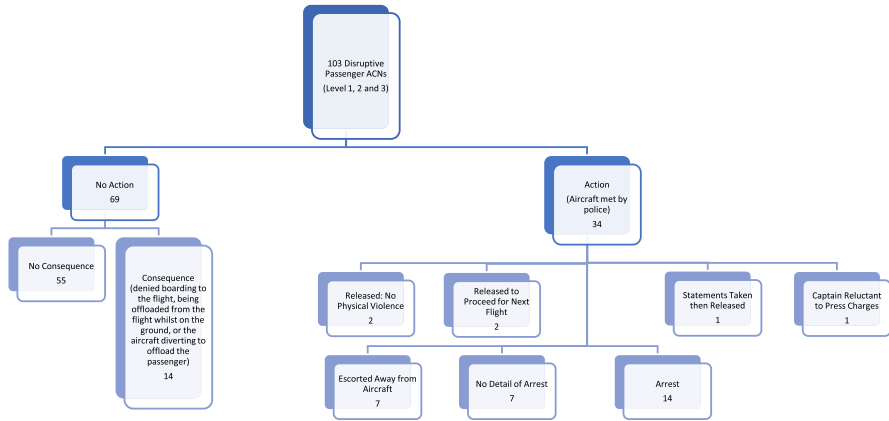 103 Disruptive
Passenger ACNs
(Level 1, 2 and 3)
No Action
69
Action
(Aircraft met by
police)
34
No Consequence
55
Consequence
(denied boarding to
the flight, being
offloaded from the
flight whilst on the
ground, or the
aircraft diverting to
offload the
passenger)
14
Released: No
Physical Violence
2
Released to
Proceed for Next
Flight
2
Statements Taken
then Released
1
Captain Reluctant
to Press Charges
1
Escorted Away from
Aircraft
7
No Detail of Arrest
7
Arrest
14